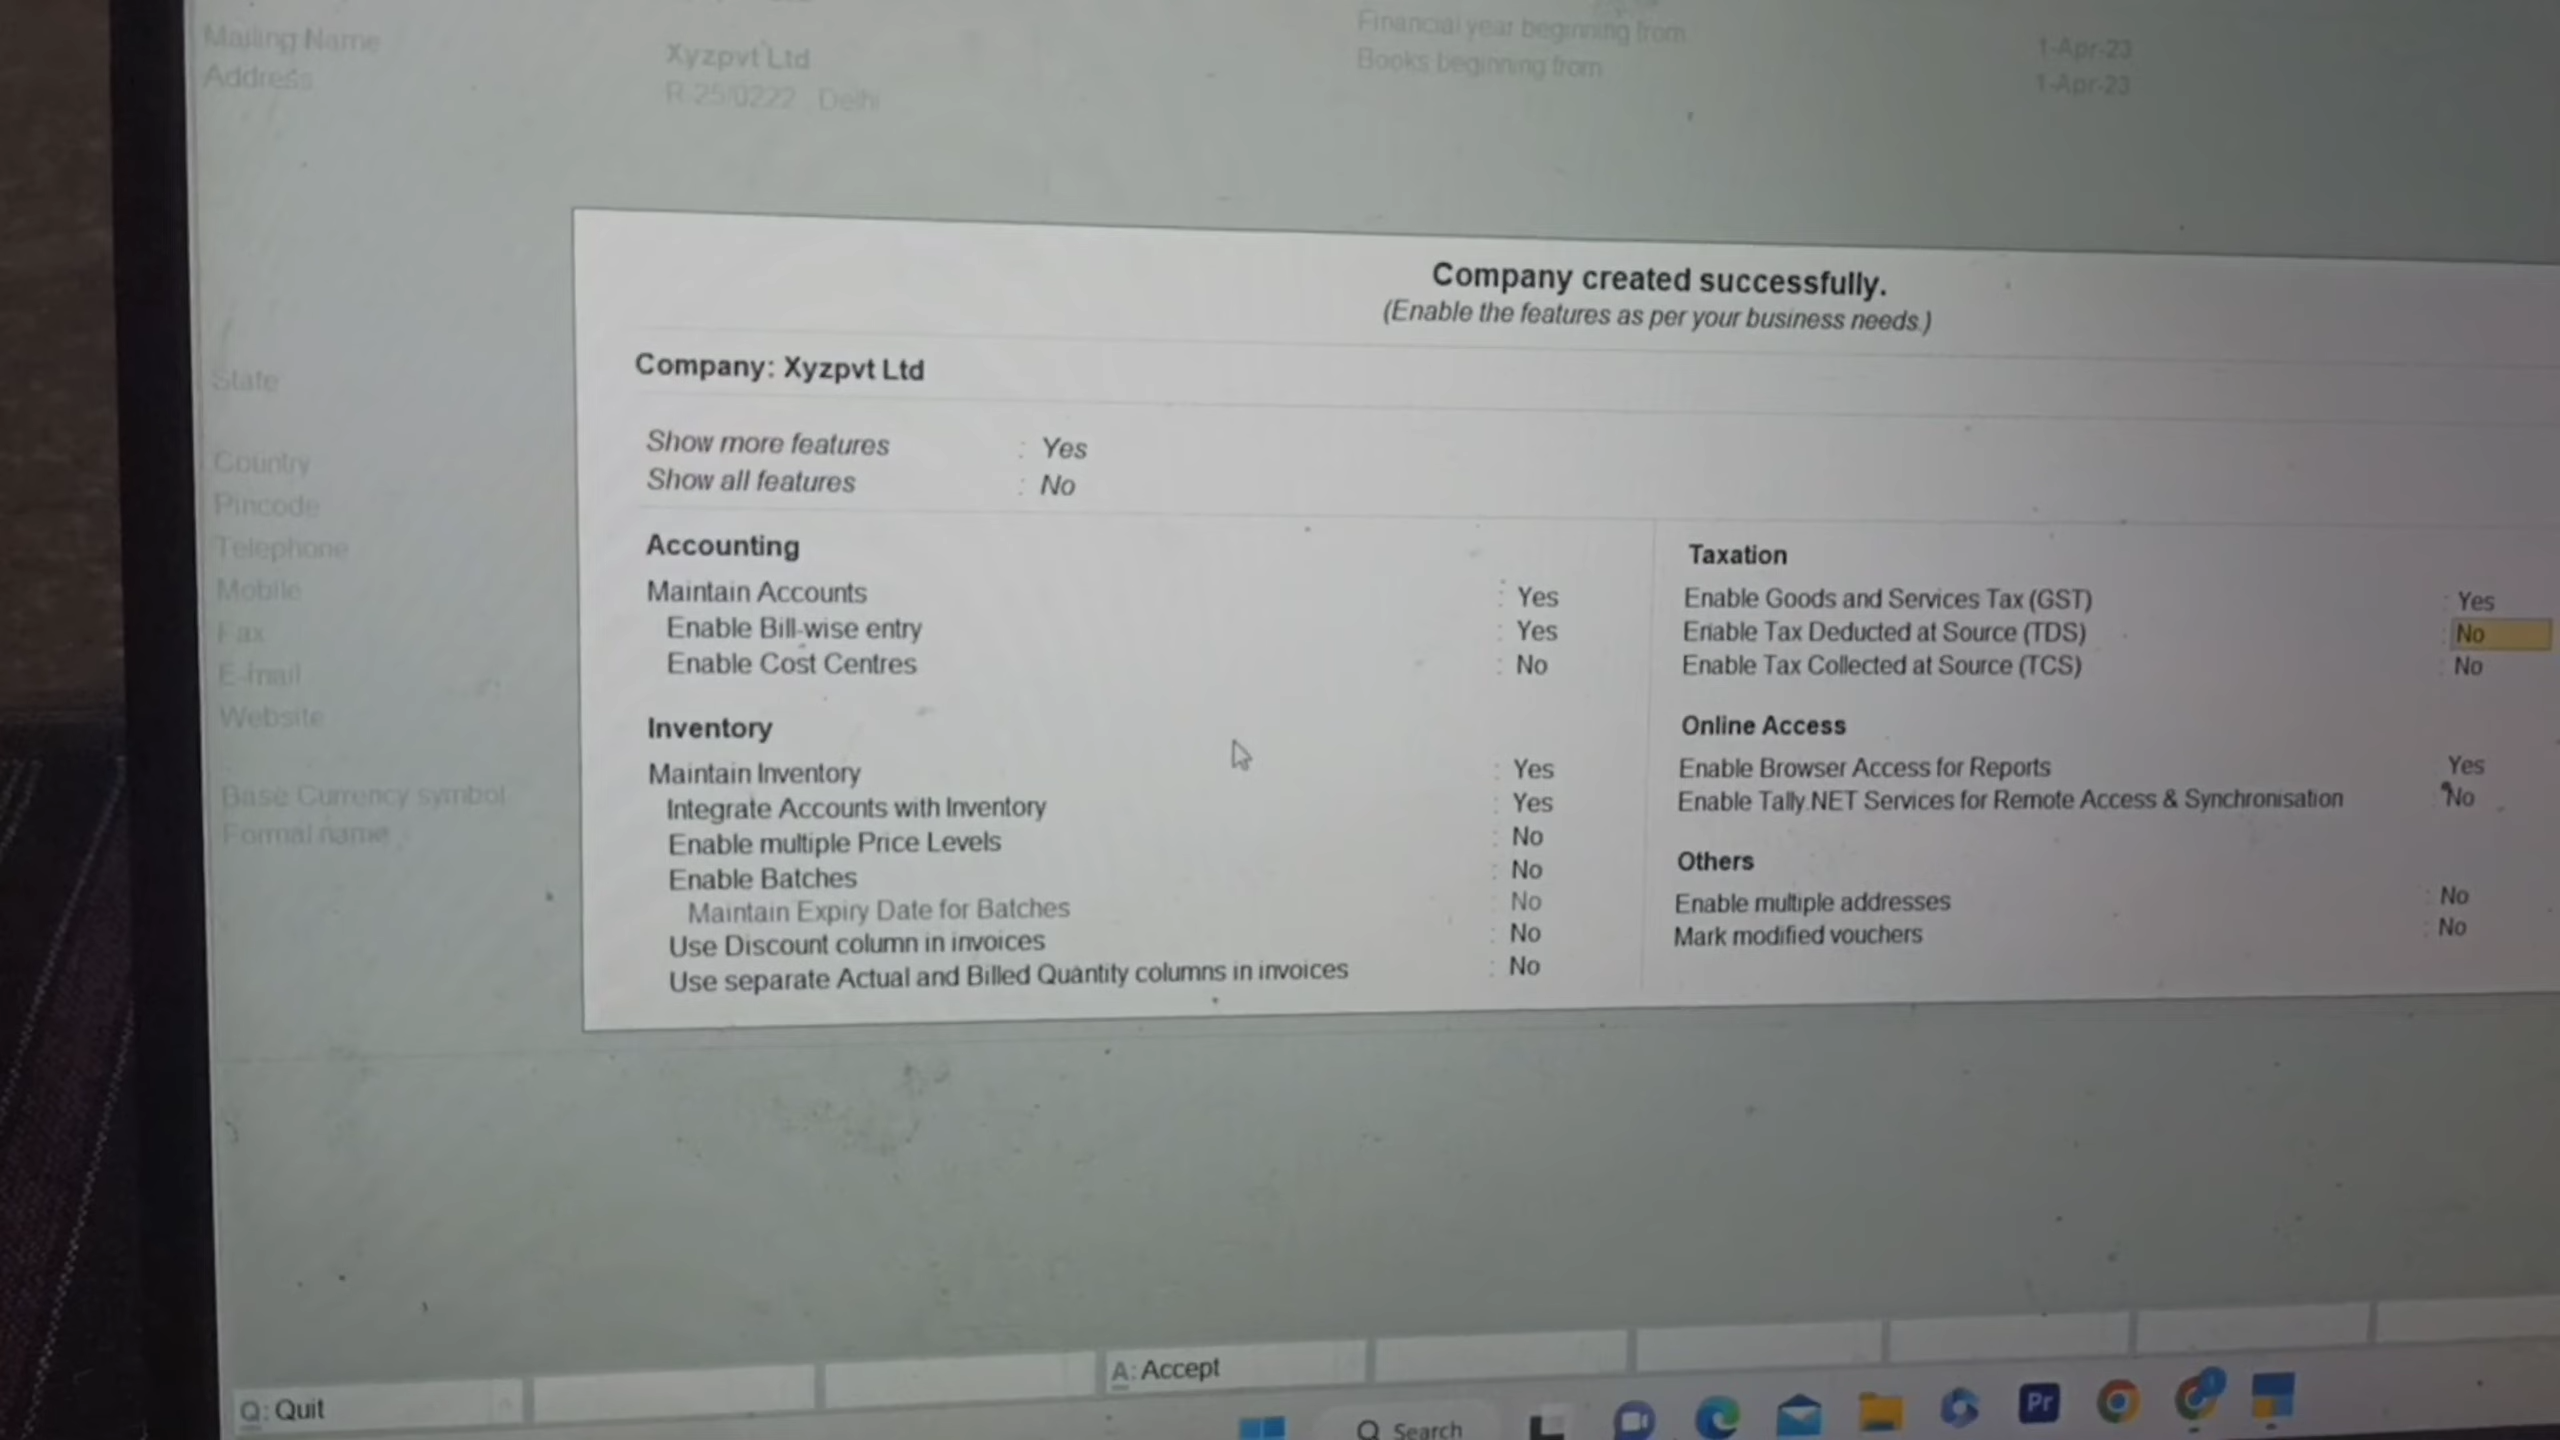 Mailing Name
Xyzpvt Ltd
Financial year beginning from
1-Apr-23
Address
R 25/0222 , Delhi
Books beginning from
1-Apr-23
State
Country
Pincode
Telephone
Mobile
Fax
E-mail
Website
Base Currency symbol
Formal name
Company created successfully.
(Enable the features as per your business needs.)
Company: Xyzpvt Ltd
Show more features : Yes
Show all features : No
Accounting
Maintain Accounts : Yes
Enable Bill-wise entry : Yes
Enable Cost Centres : No
Inventory
Maintain Inventory : Yes
Integrate Accounts with Inventory : Yes
Enable multiple Price Levels : No
Enable Batches : No
Maintain Expiry Date for Batches : No
Use Discount column in invoices : No
Use separate Actual and Billed Quantity columns in invoices : No
Taxation
Enable Goods and Services Tax (GST) : Yes
Enable Tax Deducted at Source (TDS) : No
Enable Tax Collected at Source (TCS) : No
Online Access
Enable Browser Access for Reports : Yes
Enable Tally.NET Services for Remote Access & Synchronisation : No
Others
Enable multiple addresses : No
Mark modified vouchers : No
Q: Quit
A: Accept
Search
Pr